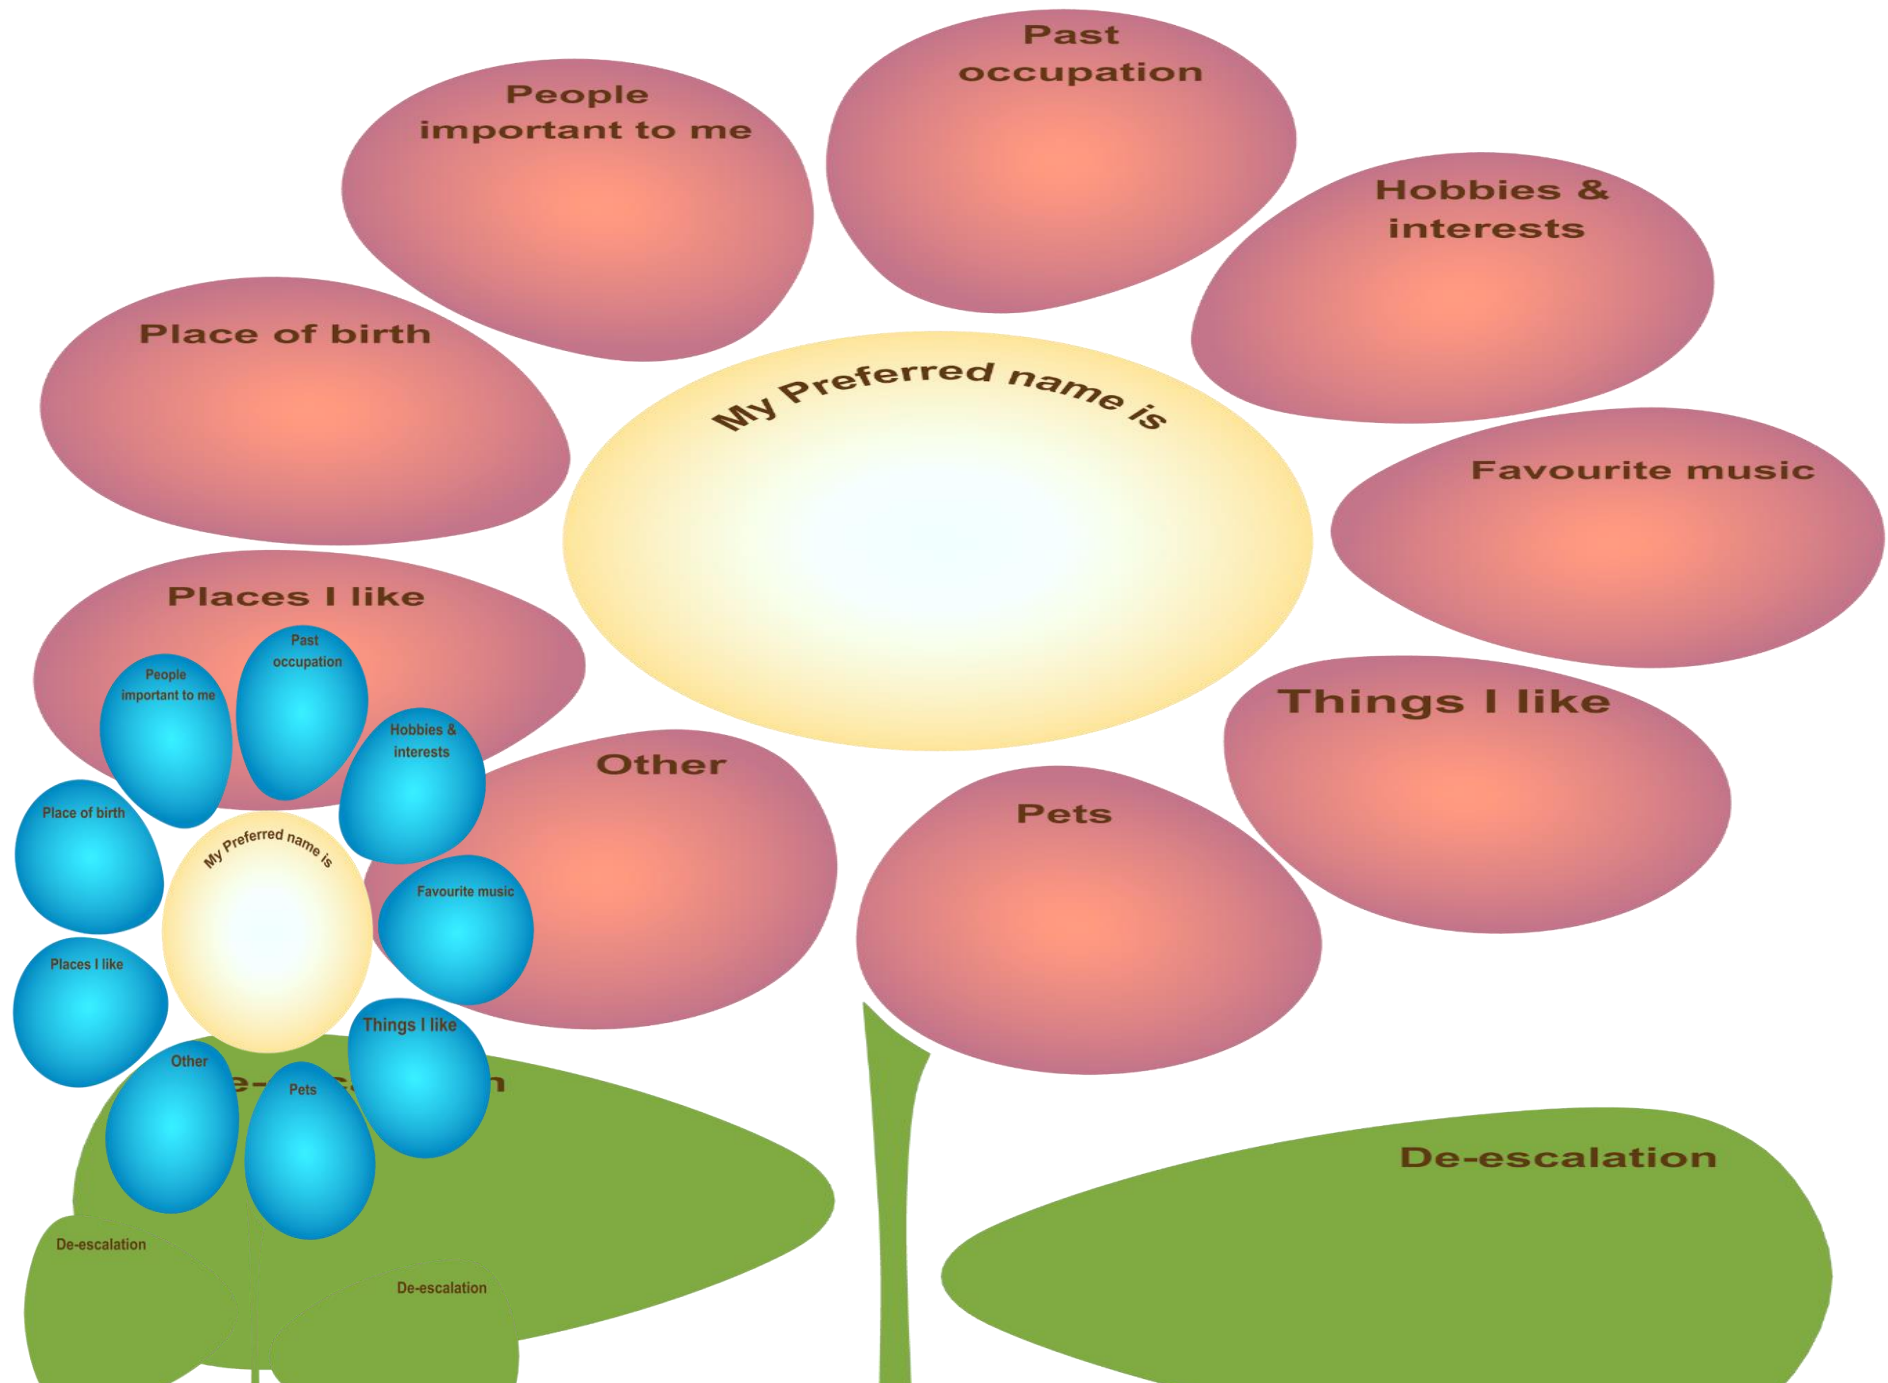 Past
occupation
People
important to me
Hobbies &
interests
Place of birth
My Preferred name is
Favourite music
Places I like
Things I like
Other
Pets
De-escalation
Past
occupation
People
important to me
Hobbies &
interests
Place of birth
My Preferred name is
Favourite music
Places I like
Things I like
Other
Pets
De-escalation
De-escalation